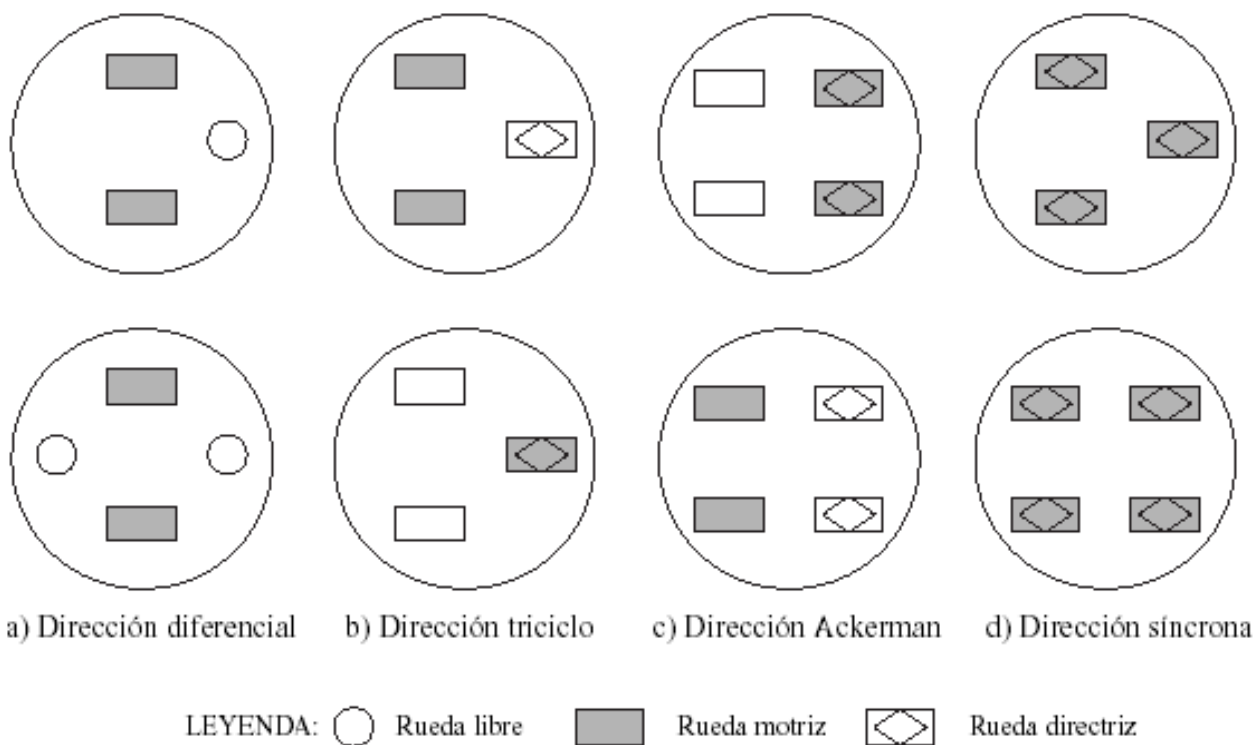 a) Dirección diferencial b) Dirección triciclo c) Dirección Ackerman d) Dirección síncrona
LEYENDA: Rueda libre Rueda motriz Rueda directriz